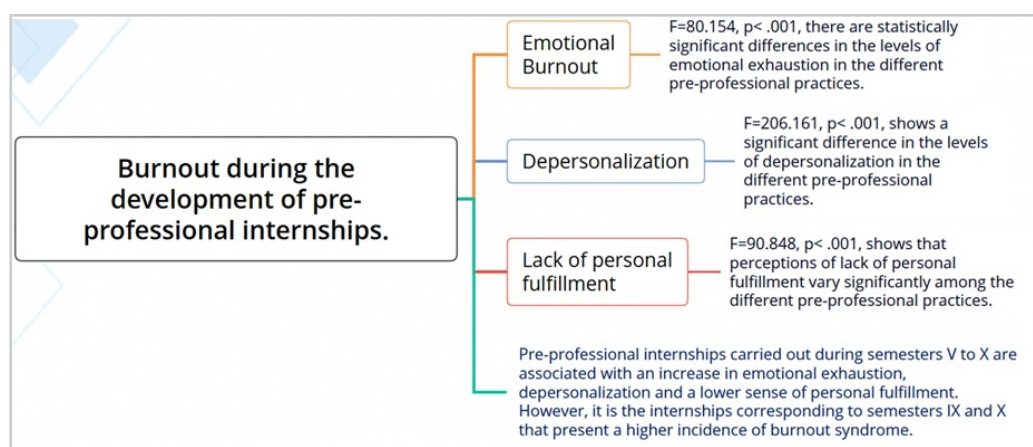 Burnout during the
development of pre-
professional internships.
Emotional
Burnout
F=80.154, p< .001, there are statistically
significant differences in the levels of
emotional exhaustion in the different
pre-professional practices.
Depersonalization
F=206.161, p< .001, shows a
significant difference in the levels
of depersonalization in the
different pre-professional
practices.
Lack of personal
fulfillment
F=90.848, p< .001, shows that
perceptions of lack of personal
fulfillment vary significantly among the
different pre-professional practices.
Pre-professional internships carried out during semesters V to X are
associated with an increase in emotional exhaustion,
depersonalization and a lower sense of personal fulfillment.
However, it is the internships corresponding to semesters IX and X
that present a higher incidence of burnout syndrome.